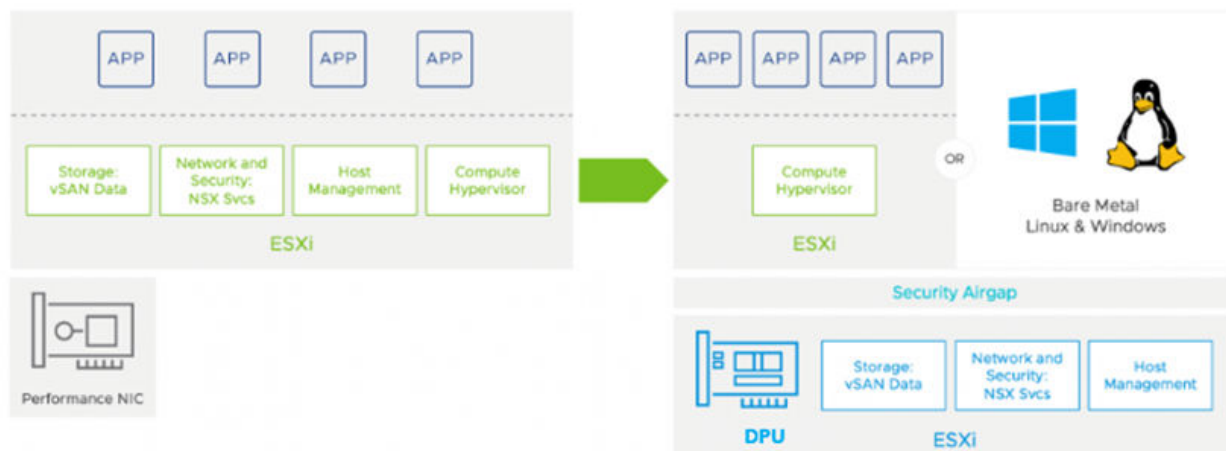 APP
APP
APP
APP
Storage:
vSAN Data
Network and
Security:
NSX Svcs
Host
Management
Compute
Hypervisor
ESXi
Performance NIC
APP
APP
APP
APP
Compute
Hypervisor
ESXi
OR
Bare Metal
Linux & Windows
Security Airgap
DPU
Storage:
vSAN Data
Network and
Security:
NSX Svcs
Host
Management
ESXi